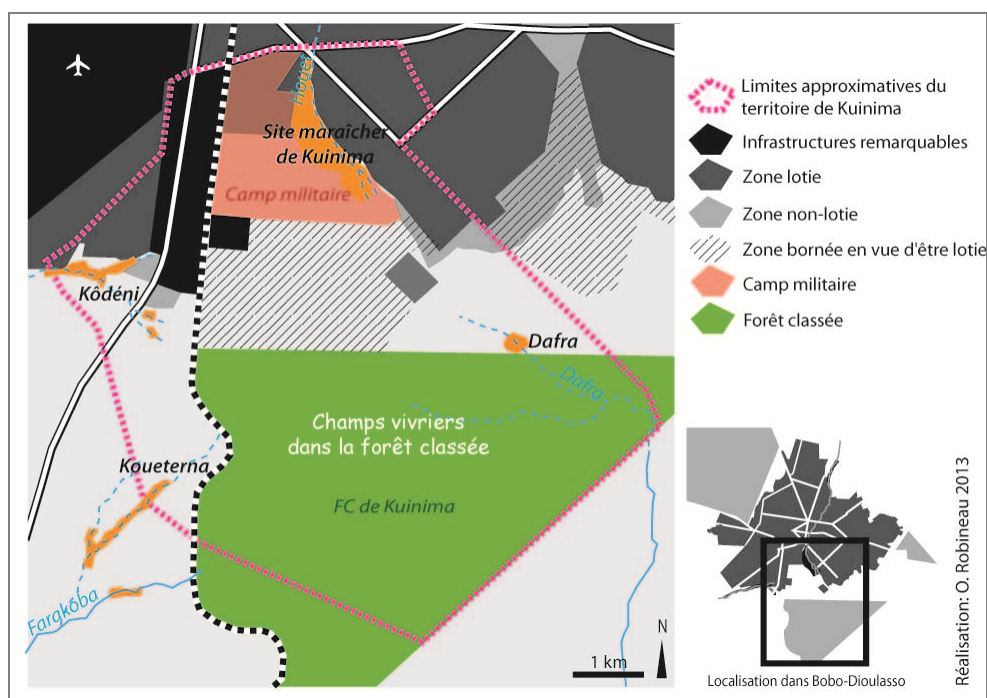 Houet
Site maraîcher
de Kuinima
Camp militaire
Kôdéni
Dafra
Dafra
Champs vivriers
dans la forêt classée
Koueterna
FC de Kuinima
Farakôba
1 km
N
Limites approximatives du
territoire de Kuinima
Infrastructures remarquables
Zone lotie
Zone non-lotie
Zone bornée en vue d'être lotie
Camp militaire
Forêt classée
Localisation dans Bobo-Dioulasso
Réalisation: O. Robineau 2013